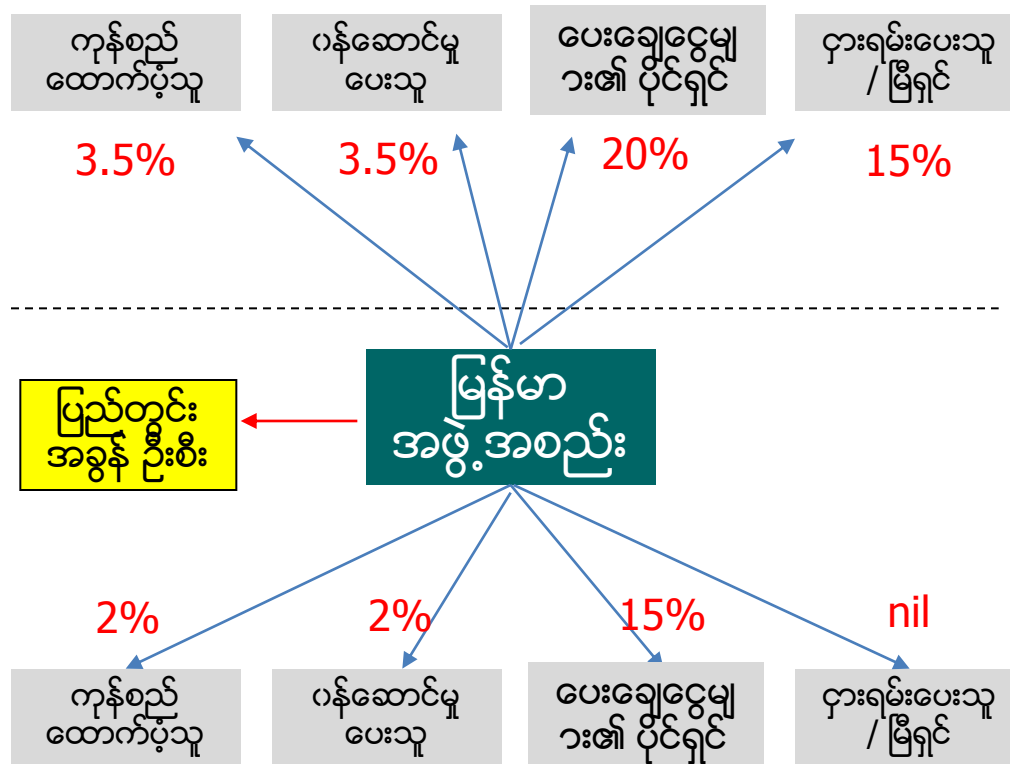 ကုန်စည်
ထောက်ပံ့သူ
ဝန်ဆောင်မှု
ပေးသူ
ပေးချေငွေမျ
ား၏ ပိုင်ရှင်
ငှားရမ်းပေးသူ
/ မြီရှင်
3.5%
3.5%
20%
15%
မြန်မာ
အဖွဲ့အစည်း
ပြည်တွင်း
အခွန် ဦးစီး
2%
2%
15%
nil
ကုန်စည်
ထောက်ပံ့သူ
ဝန်ဆောင်မှု
ပေးသူ
ပေးချေငွေမျ
ား၏ ပိုင်ရှင်
ငှားရမ်းပေးသူ
/ မြီရှင်